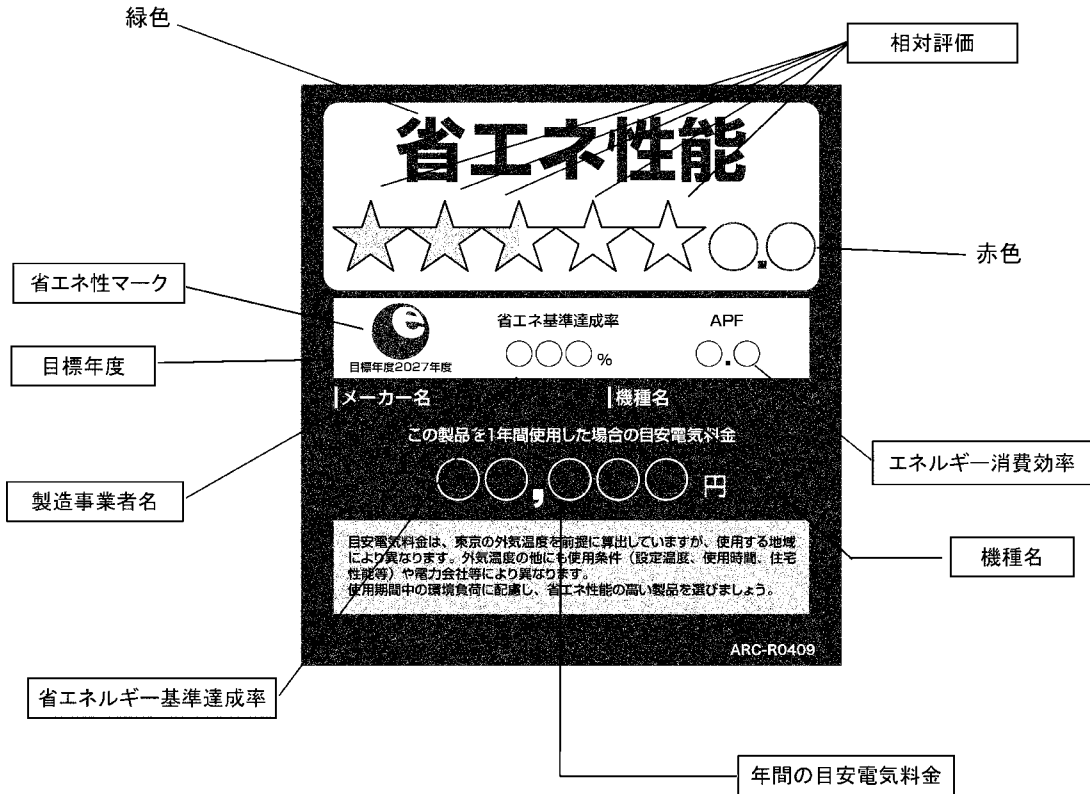 緑色
相対評価
省エネ性能
○.○
赤色
省エネ性マーク
省エネ基準達成率
APF
目標年度
目標年度2027年度
○○○%
○.○
メーカー名
機種名
この製品を1年間使用した場合の目安電気料金
エネルギー消費効率
製造事業者名
○○,○○○円
目安電気料金は、東京の外気温度を前提に算出していますが、使用する地域
により異なります。外気温度の他にも使用条件(設定温度、使用時間、住宅
性能等)や電力会社等により異なります。
使用期間中の環境負荷に配慮し、省エネ性能の高い製品を選びましょう。
機種名
ARC-R0409
省エネルギー基準達成率
年間の目安電気料金